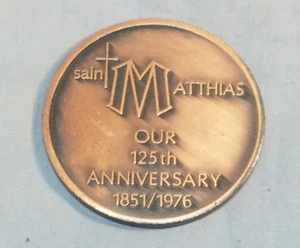 saint MATTHIAS
OUR
125th
ANNIVERSARY
1851/1976